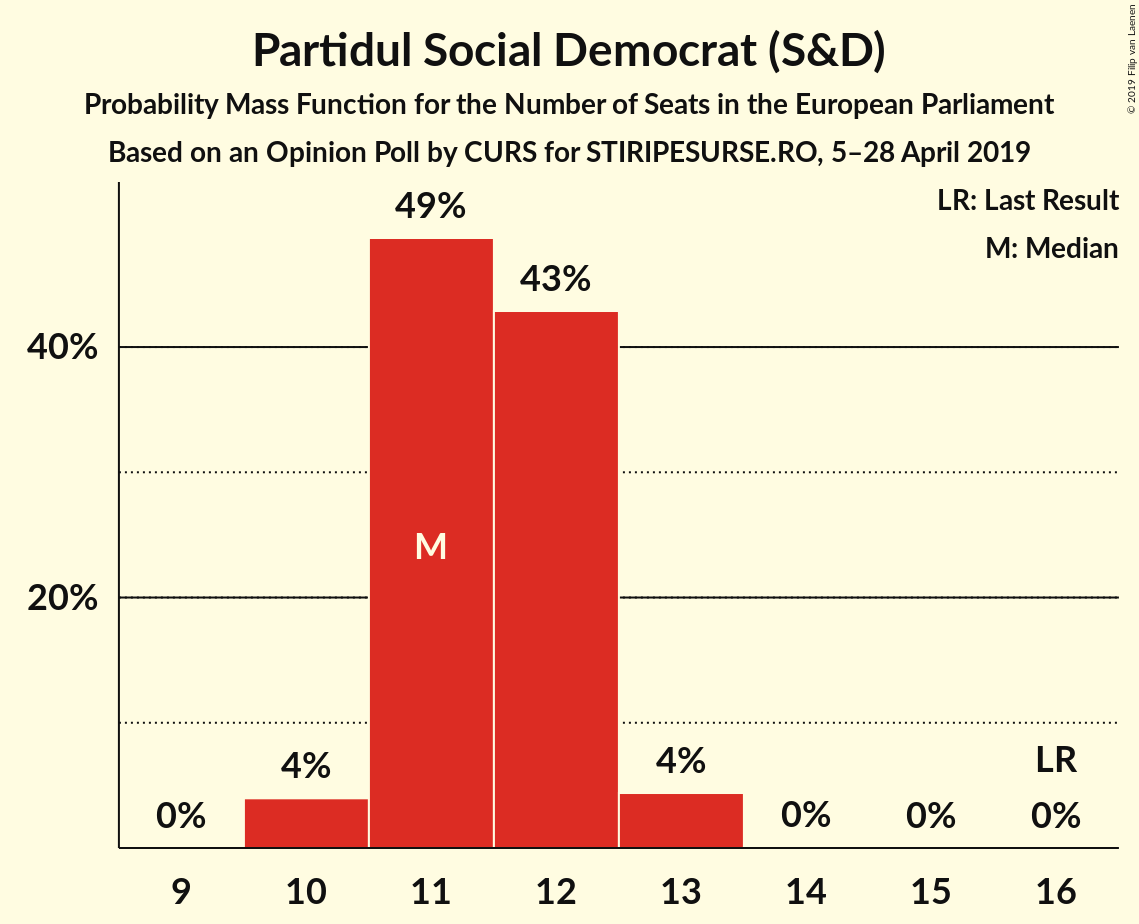 Partidul Social Democrat (S&D)
Probability Mass Function for the Number of Seats in the European Parliament
Based on an Opinion Poll by CURS for STIRIPESURSE.RO, 5–28 April 2019
© 2019 Filip van Laenen
LR: Last Result
M: Median
49%
43%
40%
M
20%
4%
4%
LR
0%
0%
0%
0%
9
10
11
12
13
14
15
16